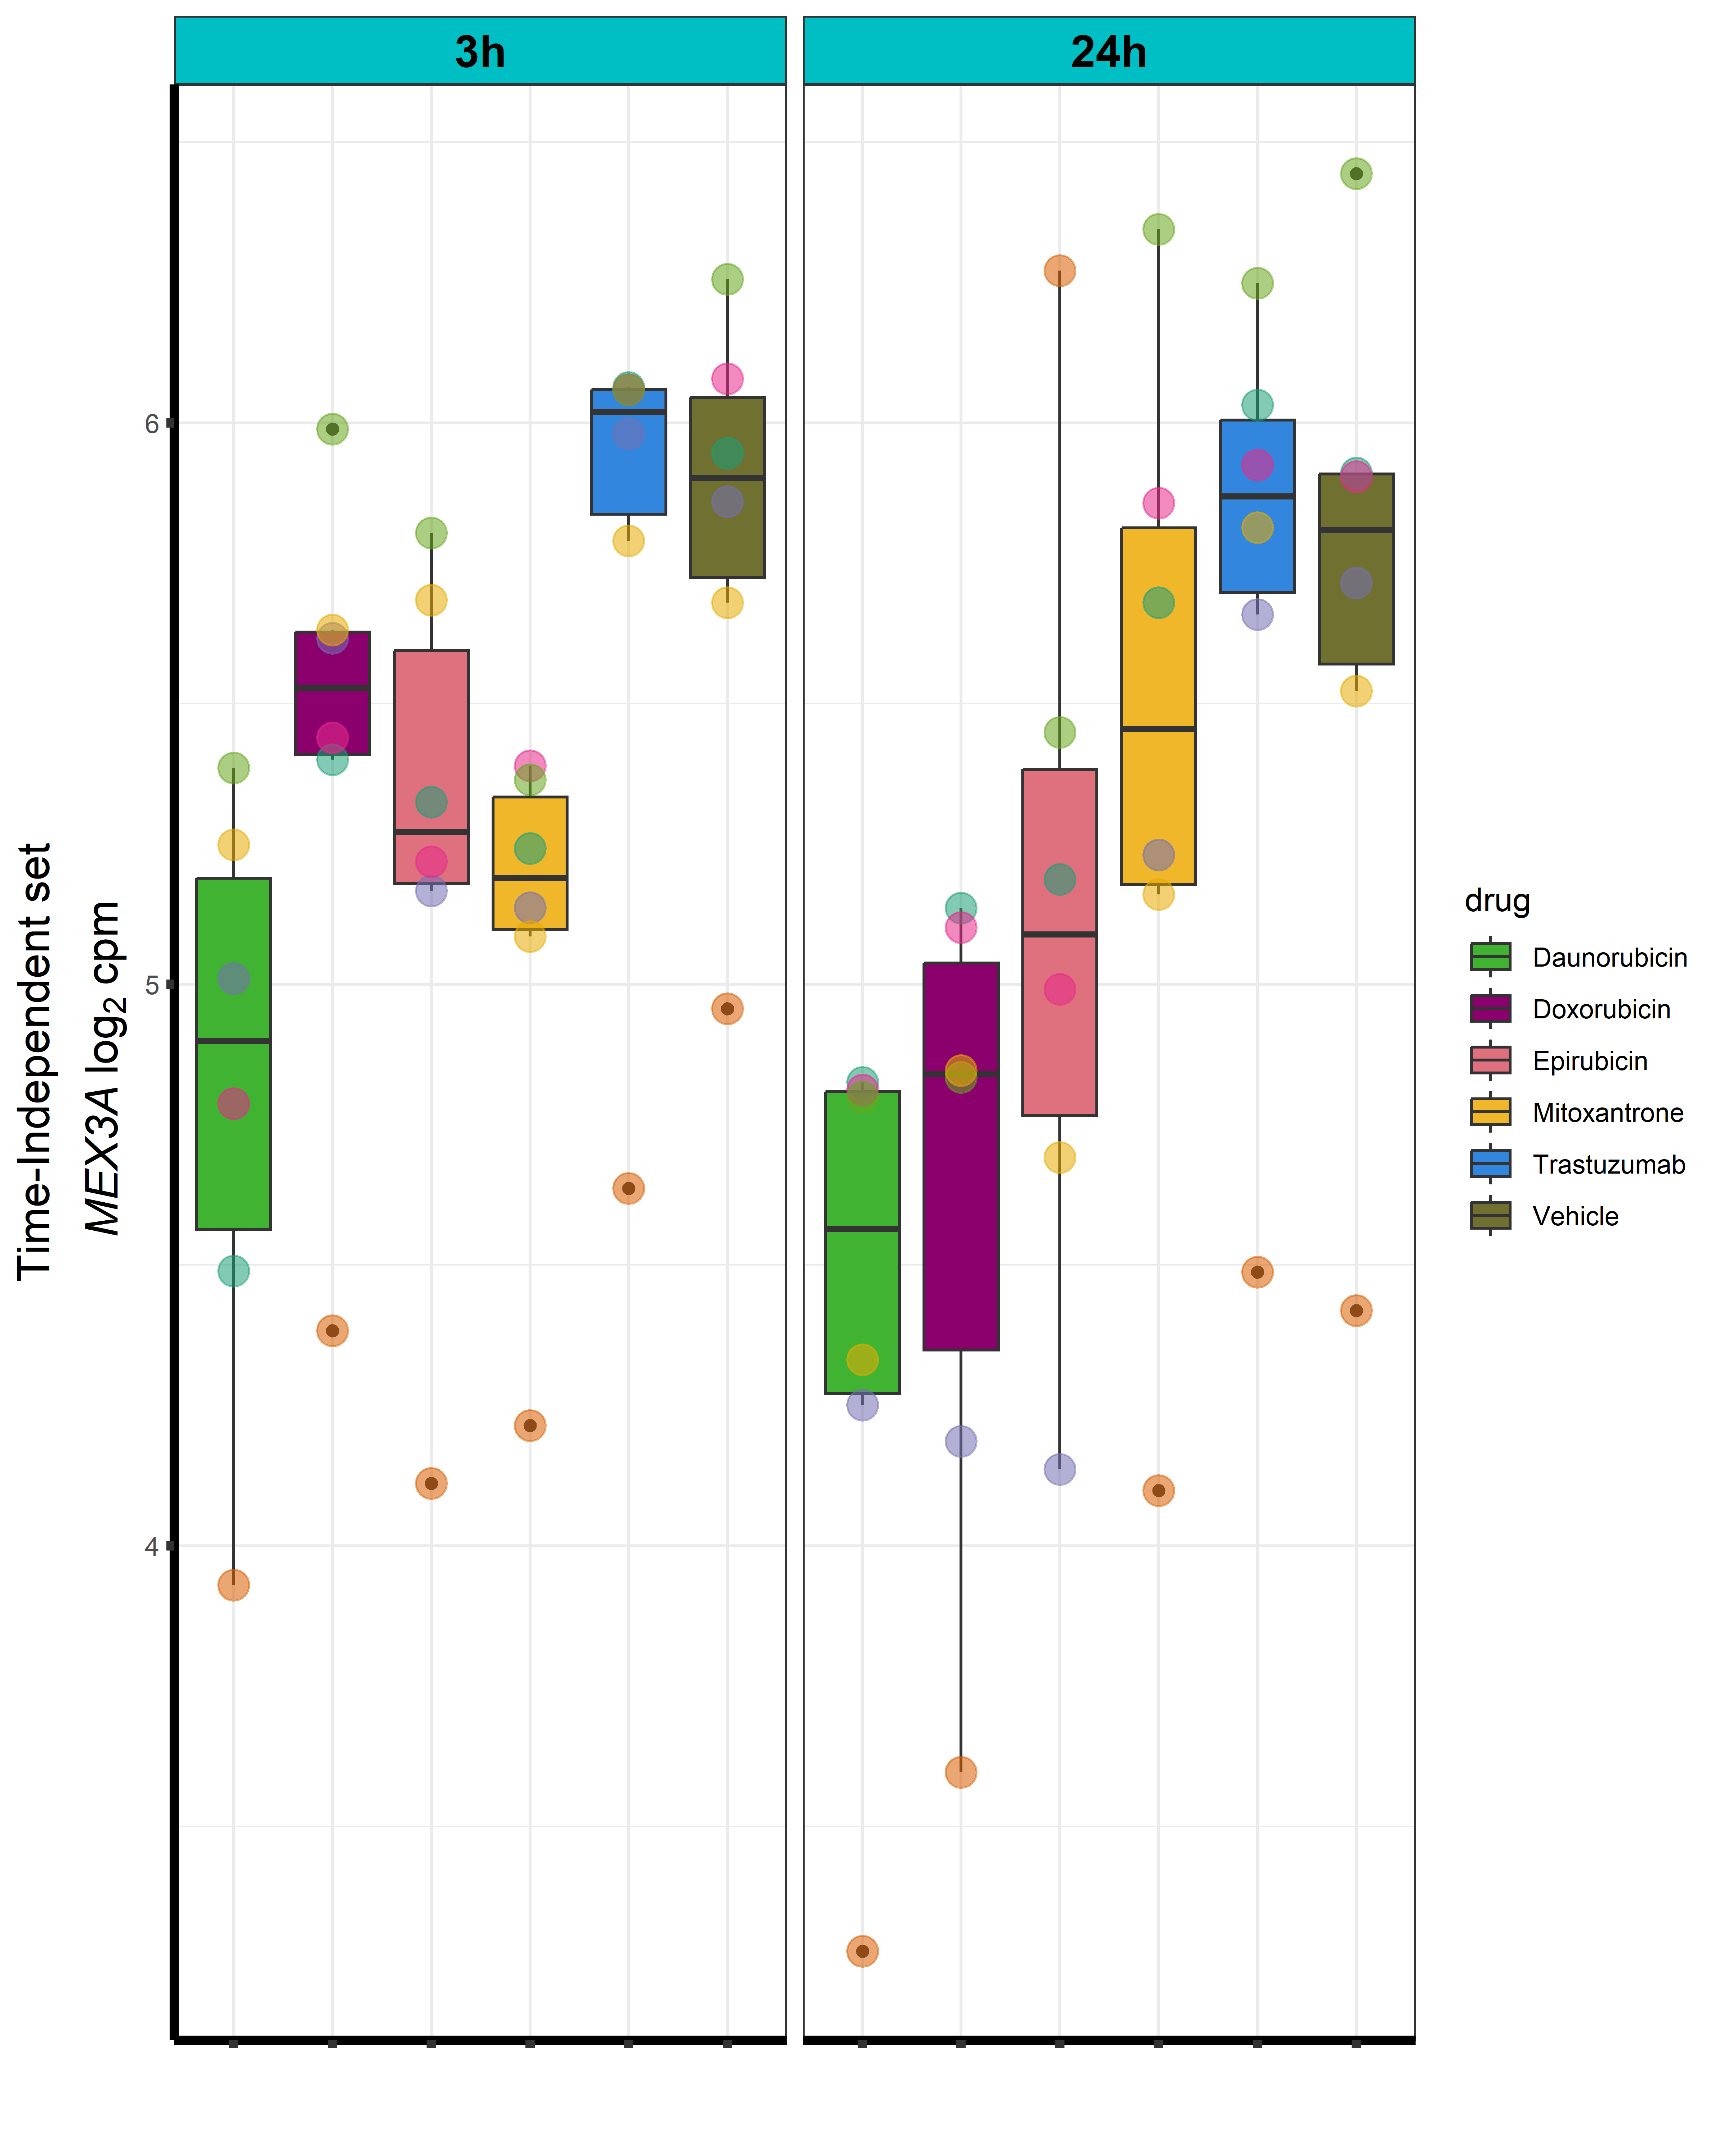 3h
24h
Time-Independent set
MEX3A log₂ cpm
6
5
4
drug
Daunorubicin
Doxorubicin
Epirubicin
Mitoxantrone
Trastuzumab
Vehicle